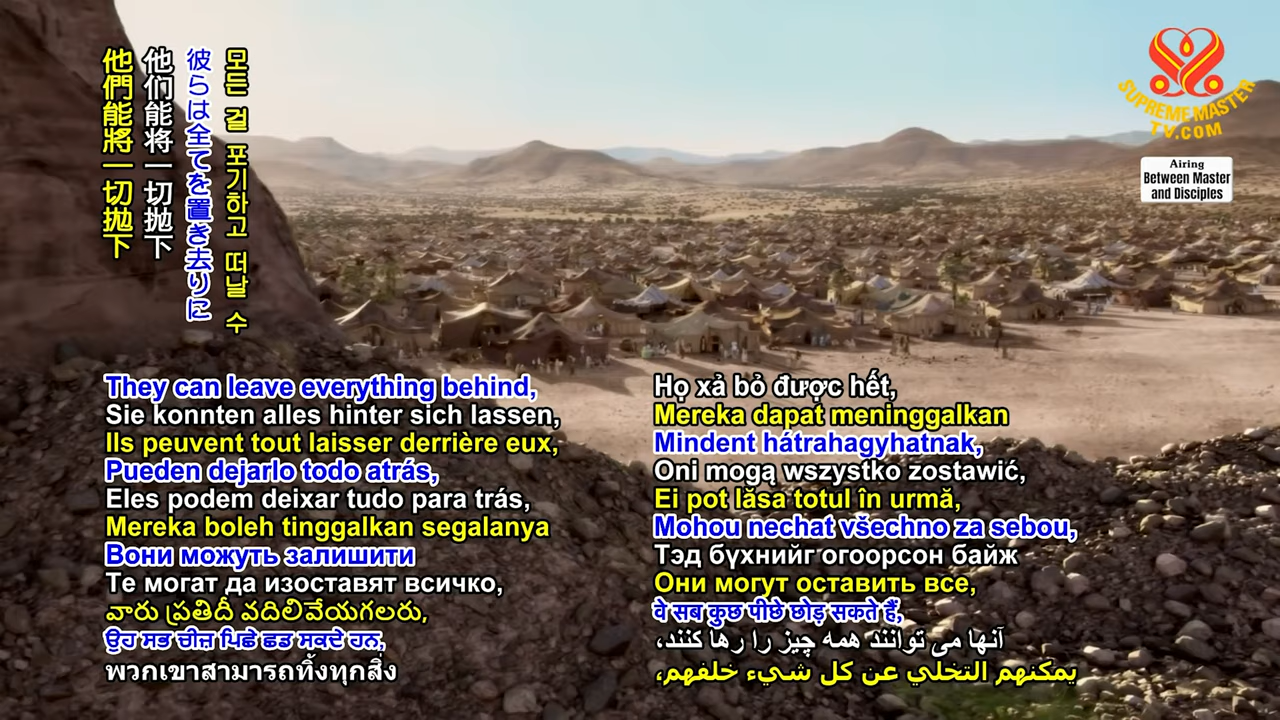 他們能將一切拋下
他们能将一切抛下
彼らは全てを置き去りに
모든 걸 포기하고 떠날 수
SUPREME MASTER
TV.COM
Airing
Between Master
and Disciples
They can leave everything behind,
Sie konnten alles hinter sich lassen,
Ils peuvent tout laisser derrière eux,
Pueden dejarlo todo atrás,
Eles podem deixar tudo para trás,
Mereka boleh tinggalkan segalanya
Вони можуть залишити
Те могат да изоставят всичко,
వారు ప్రతిదీ వదిలివేయగలరు,
ਉਹ ਸਭ ਚੀਜ਼ ਪਿਛੇ ਛਡ ਸਕਦੇ ਹਨ,
พวกเขาสามารถทิ้งทุกสิ่ง
Họ xả bỏ được hết,
Mereka dapat meninggalkan
Mindent hátrahagyhatnak,
Oni mogą wszystko zostawić,
Ei pot lăsa totul în urmă,
Mohou nechat všechno za sebou,
Тэд бүхнийг огоорсон байж
Они могут оставить все,
वे सब कुछ पीछे छोड़ सकते हैं,
آنها می توانند همه چیز را رها کنند،
يمكنهم التخلي عن كل شيء خلفهم،